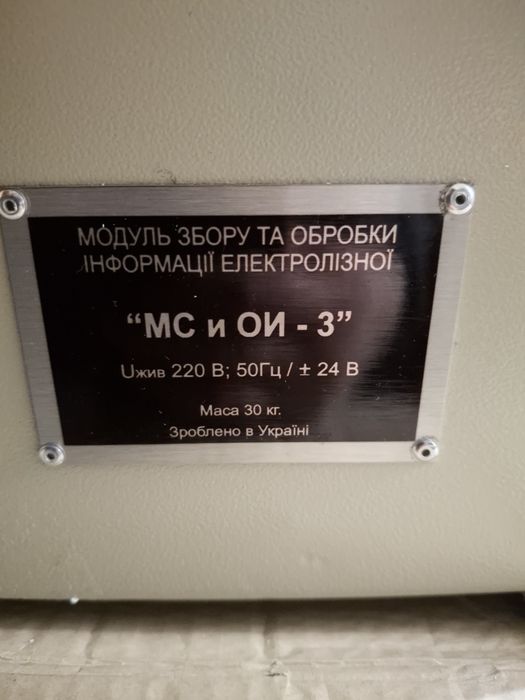 МОДУЛЬ ЗБОРУ ТА ОБРОБКИ
ІНФОРМАЦІЇ ЕЛЕКТРОЛІЗНОЇ
“МС и ОИ - 3”
Uжив 220 В; 50Гц / ± 24 В
Маса 30 кг.
Зроблено в Україні